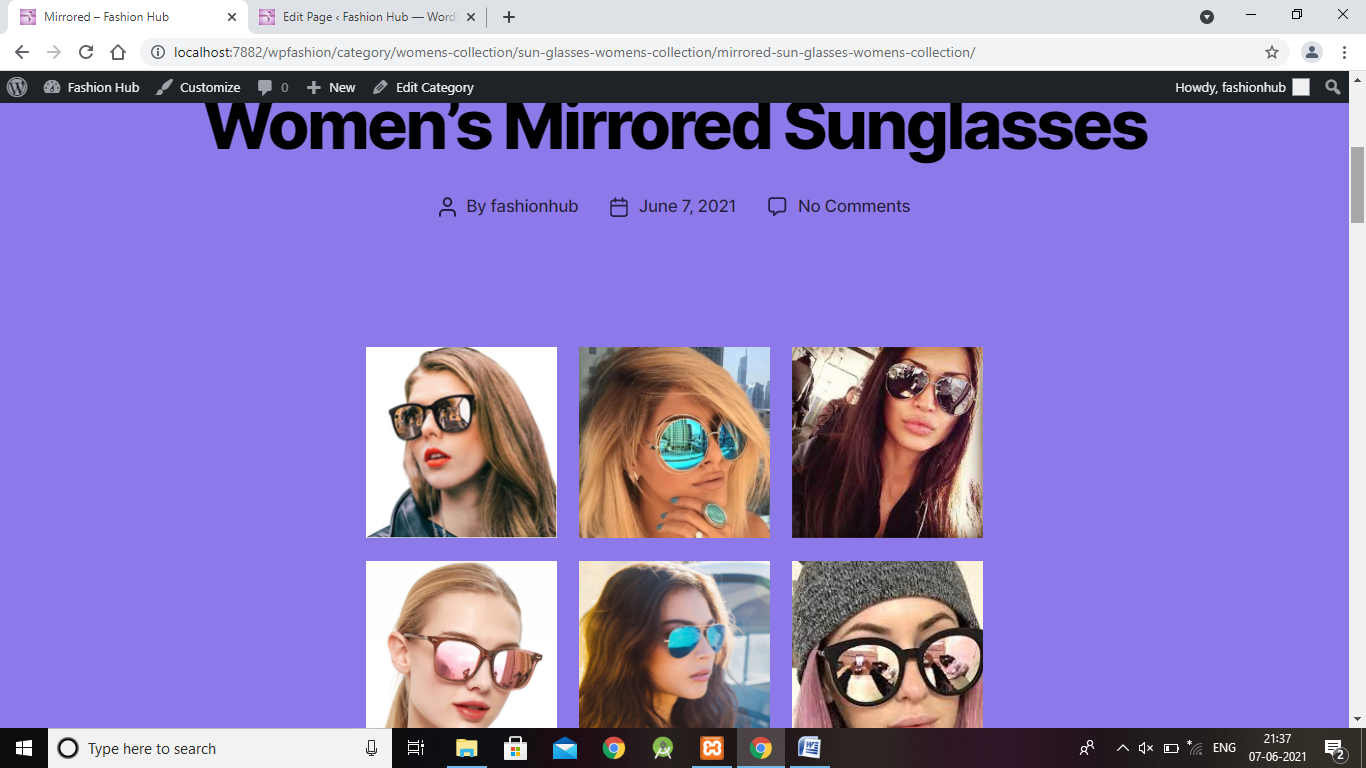 Mirrored – Fashion Hub
Edit Page ‹ Fashion Hub — Word
localhost:7882/wpfashion/category/womens-collection/sun-glasses-womens-collection/mirrored-sun-glasses-womens-collection/
Fashion Hub Customize 0 New Edit Category Howdy, fashionhub
Women’s Mirrored Sunglasses
By fashionhub June 7, 2021 No Comments
Type here to search
ENG
21:37
07-06-2021
2